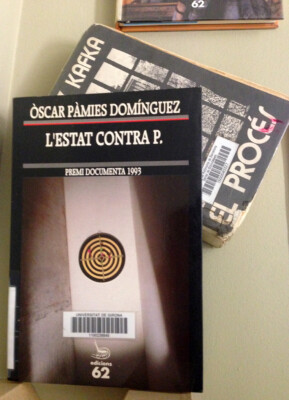 62
KAFKA
EL PROCÉS
ÒSCAR PÀMIES DOMÍNGUEZ
L'ESTAT CONTRA P.
PREMI DOCUMENTA 1993
UNIVERSITAT DE GIRONA
edicions
62